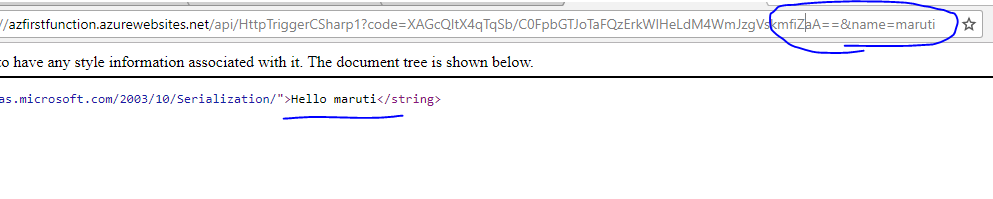 //azfirstfunction.azurewebsites.net/api/HttpTriggerCSharp1?code=XAGcQltX4qTqSb/C0FpbGTJoTaFQzErkWlHeLdM4WmJzgVskmfiZaA==&name=maruti
to have any style information associated with it. The document tree is shown below.
as.microsoft.com/2003/10/Serialization/">Hello maruti</string>